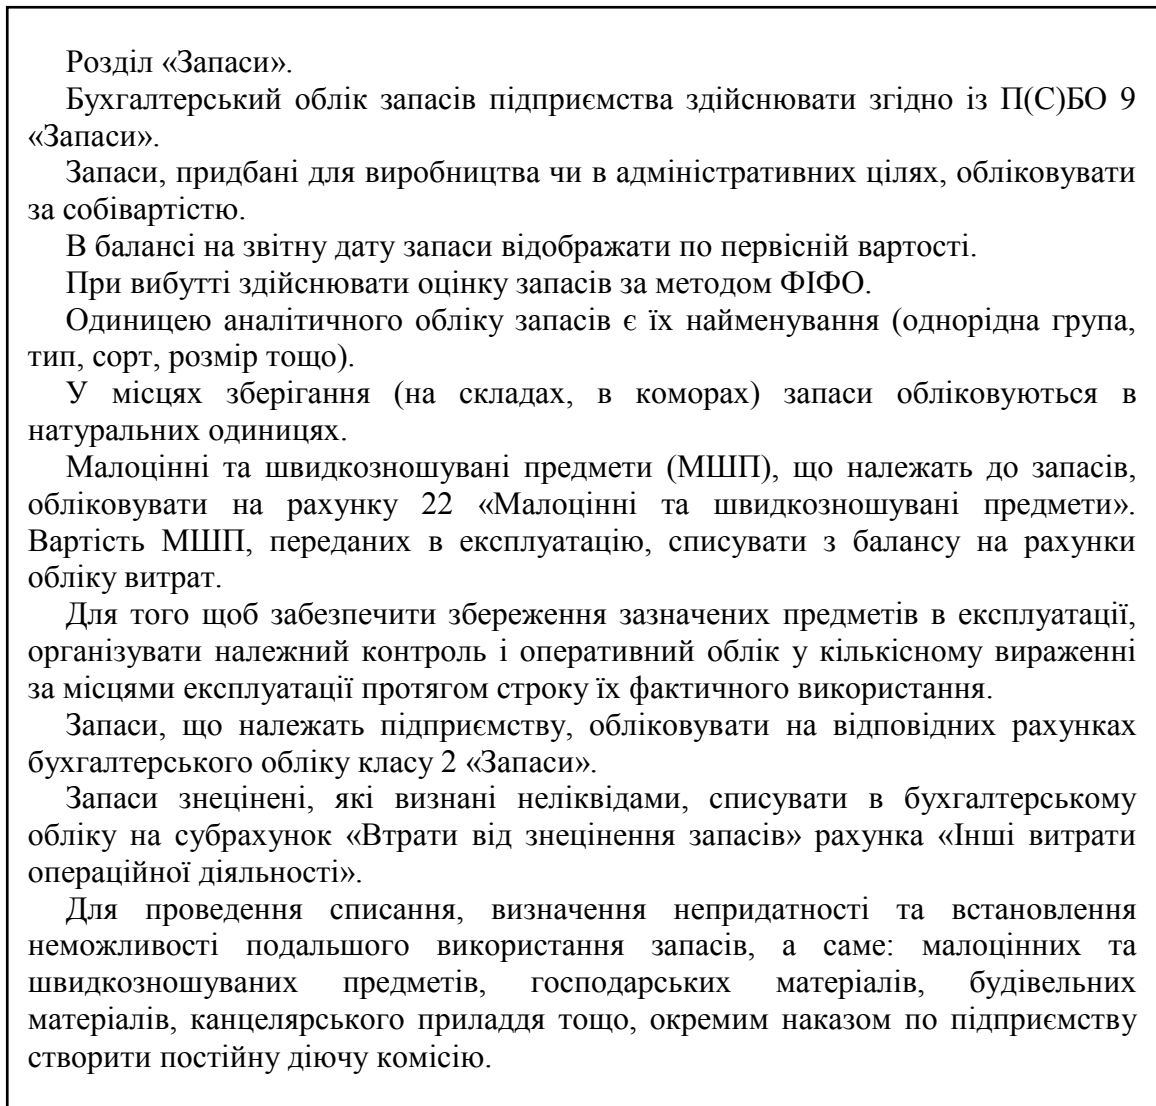 Розділ «Запаси».
Бухгалтерський облік запасів підприємства здійснювати згідно із П(С)БО 9
«Запаси».
Запаси, придбані для виробництва чи в адміністративних цілях, обліковувати
за собівартістю.
В балансі на звітну дату запаси відображати по первісній вартості.
При вибутті здійснювати оцінку запасів за методом ФІФО.
Одиницею аналітичного обліку запасів є їх найменування (однорідна група,
тип, сорт, розмір тощо).
У місцях зберігання (на складах, в коморах) запаси обліковуються в
натуральних одиницях.
Малоцінні та швидкозношувані предмети (МШП), що належать до запасів,
обліковувати на рахунку 22 «Малоцінні та швидкозношувані предмети».
Вартість МШП, переданих в експлуатацію, списувати з балансу на рахунки
обліку витрат.
Для того щоб забезпечити збереження зазначених предметів в експлуатації,
організувати належний контроль і оперативний облік у кількісному вираженні
за місцями експлуатації протягом строку їх фактичного використання.
Запаси, що належать підприємству, обліковувати на відповідних рахунках
бухгалтерського обліку класу 2 «Запаси».
Запаси знецінені, які визнані неліквідами, списувати в бухгалтерському
обліку на субрахунок «Втрати від знецінення запасів» рахунка «Інші витрати
операційної діяльності».
Для проведення списання, визначення непридатності та встановлення
неможливості подальшого використання запасів, а саме: малоцінних та
швидкозношуваних предметів, господарських матеріалів, будівельних
матеріалів, канцелярського приладдя тощо, окремим наказом по підприємству
створити постійну діючу комісію.